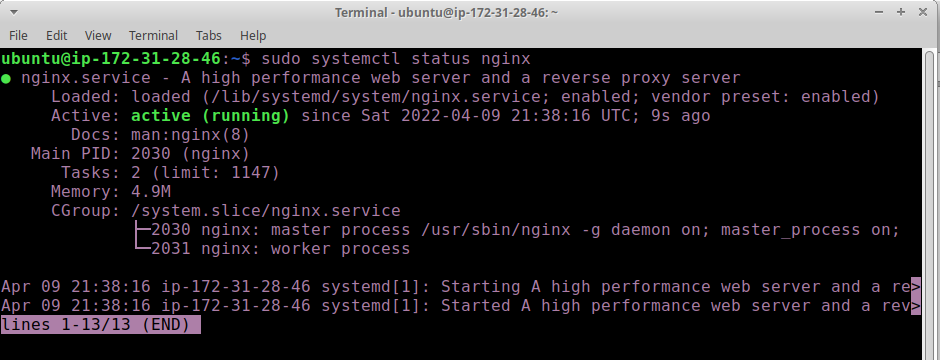 Terminal - ubuntu@ip-172-31-28-46: ~
File Edit View Terminal Tabs Help
ubuntu@ip-172-31-28-46:~$ sudo systemctl status nginx
● nginx.service - A high performance web server and a reverse proxy server
     Loaded: loaded (/lib/systemd/system/nginx.service; enabled; vendor preset: enabled)
     Active: active (running) since Sat 2022-04-09 21:38:16 UTC; 9s ago
       Docs: man:nginx(8)
   Main PID: 2030 (nginx)
      Tasks: 2 (limit: 1147)
     Memory: 4.9M
     CGroup: /system.slice/nginx.service
             ├─2030 nginx: master process /usr/sbin/nginx -g daemon on; master_process on;
             └─2031 nginx: worker process
Apr 09 21:38:16 ip-172-31-28-46 systemd[1]: Starting A high performance web server and a re>
Apr 09 21:38:16 ip-172-31-28-46 systemd[1]: Started A high performance web server and a rev>
lines 1-13/13 (END)